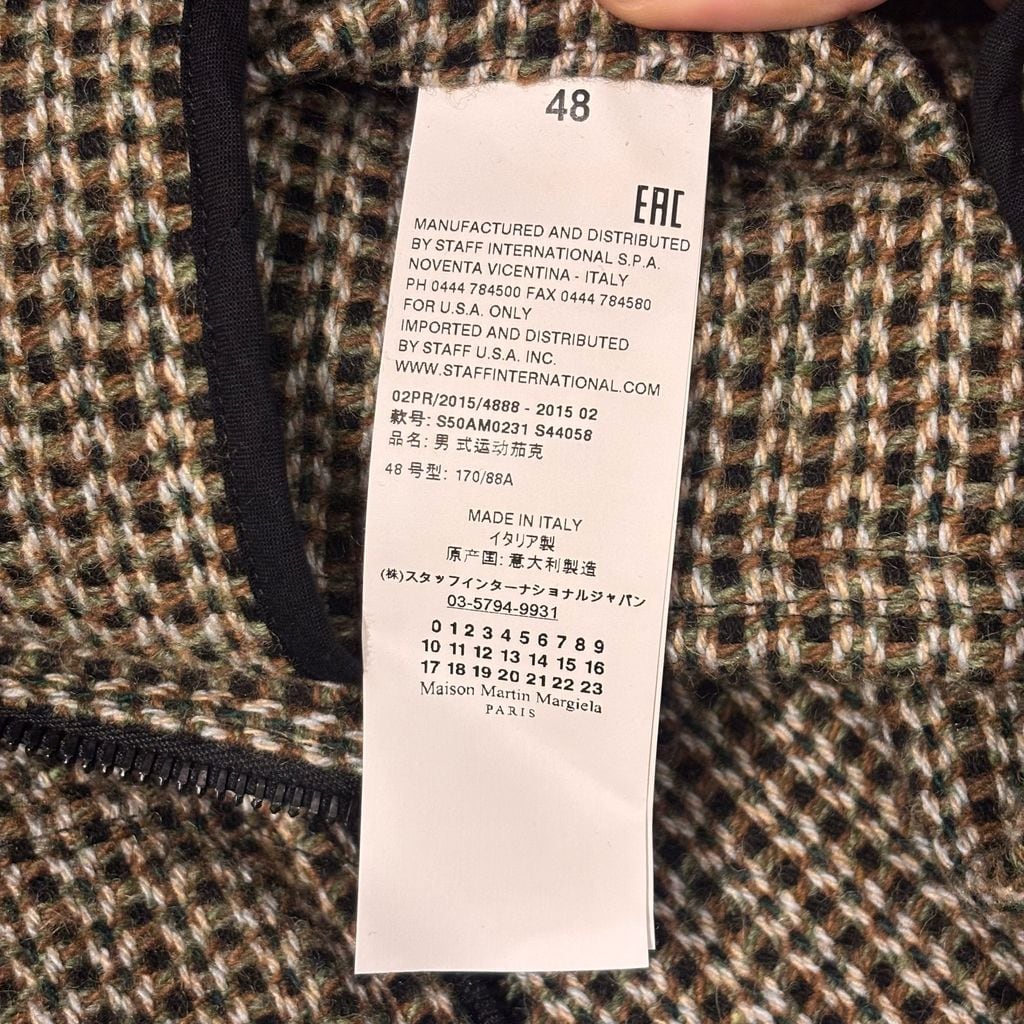 48
EAC
MANUFACTURED AND DISTRIBUTED
BY STAFF INTERNATIONAL S.P.A.
NOVENTA VICENTINA - ITALY
PH 0444 784500 FAX 0444 784580
FOR U.S.A. ONLY
IMPORTED AND DISTRIBUTED
BY STAFF U.S.A. INC.
WWW.STAFFINTERNATIONAL.COM
02PR/2015/4888 - 2015 02
款号: S50AM0231 S44058
品名: 男 式运动茄克
48 号型: 170/88A
MADE IN ITALY
イタリア製
原产国: 意大利製造
(株)スタッフインターナショナルジャパン
03-5794-9931
0 1 2 3 4 5 6 7 8 9
10 11 12 13 14 15 16
17 18 19 20 21 22 23
Maison Martin Margiela
PARIS